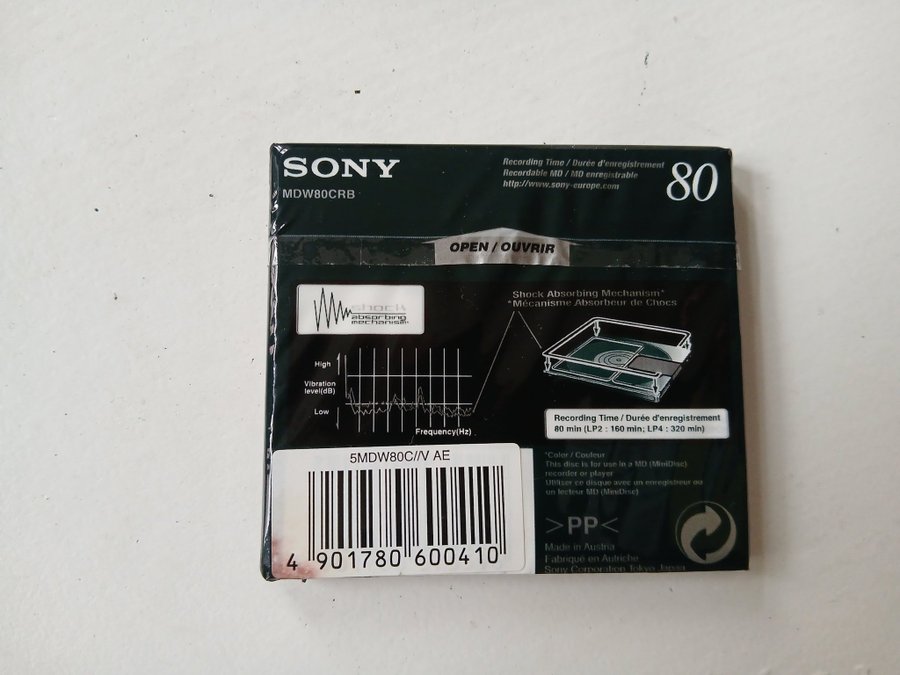 SONY
MDW80CRB
Recording Time / Durée d'enregistrement
Recordable MD / MD enregistrable
http://www.sony-europe.com
80
OPEN / OUVRIR
shock
absorbing
mechanism
Shock Absorbing Mechanism*
*Mécanisme Absorbeur de Chocs
High
Vibration
level(dB)
Low
Frequency(Hz)
Recording Time / Durée d'enregistrement
80 min (LP2 : 160 min; LP4 : 320 min)
5MDW80C//V AE
4 901780 600410
*Color / Couleur
This disc is for use in a MD (MiniDisc)
recorder or player
Utiliser ce disque avec un enregistreur ou
un lecteur MD (MiniDisc)
>PP<
Made in Austria
Fabriqué en Autriche
Sony Corporation Tokyo Japan